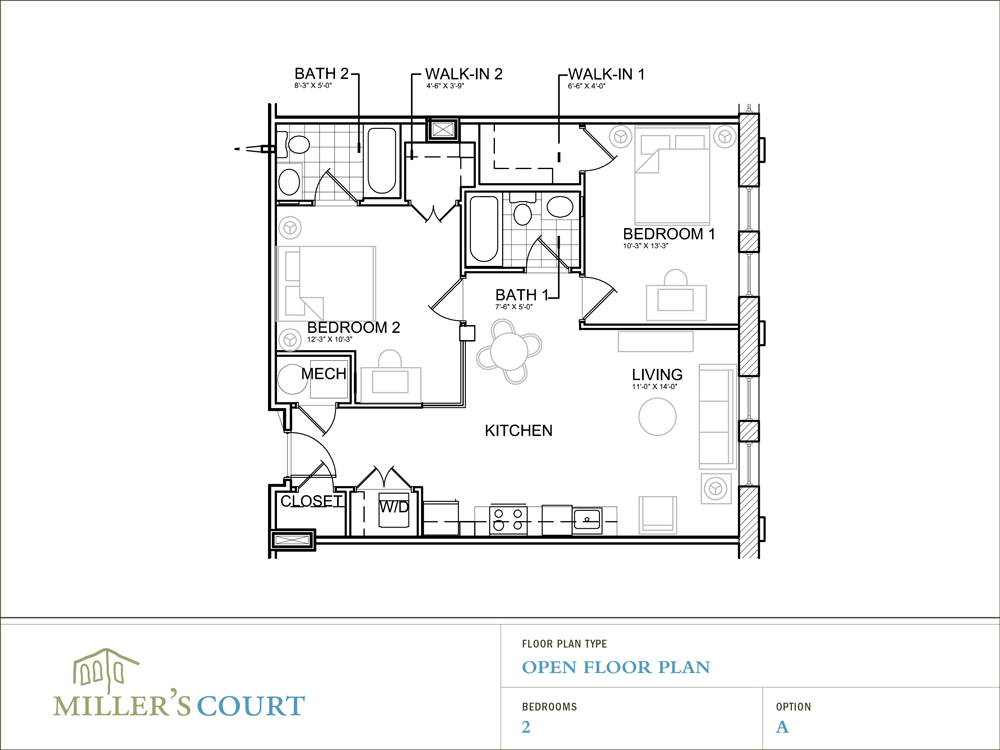 BATH 2
8'-3" X 5'-0"
WALK-IN 2
4'-6" X 3'-9"
WALK-IN 1
6'-6" X 4'-0"
BEDROOM 1
10'-3" X 13'-3"
BATH 1
7'-6" X 5'-0"
BEDROOM 2
12'-3" X 10'-3"
MECH
LIVING
11'-0" X 14'-0"
KITCHEN
CLOSET
W/D
FLOOR PLAN TYPE
OPEN FLOOR PLAN
MILLER'S COURT
BEDROOMS
2
OPTION
A